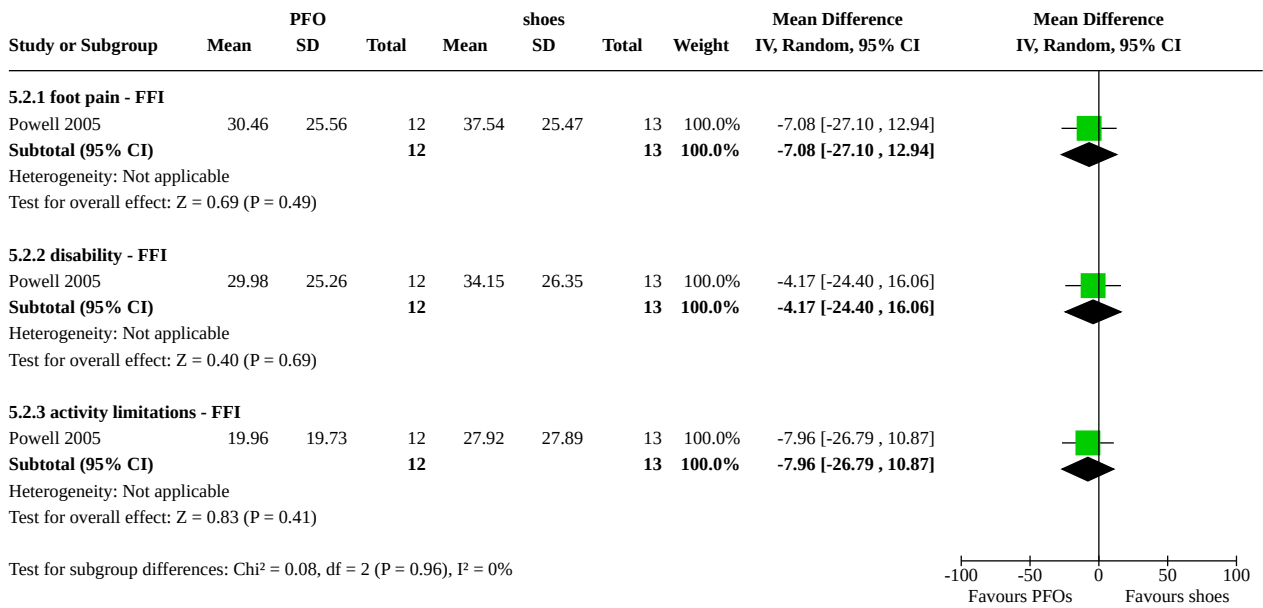 PFO shoes Mean Difference Mean Difference
Study or Subgroup Mean SD Total Mean SD Total Weight IV, Random, 95% CI IV, Random, 95% CI
5.2.1 foot pain - FFI
Powell 2005 30.46 25.56 12 37.54 25.47 13 100.0% -7.08 [-27.10 , 12.94]
Subtotal (95% CI) 12 13 100.0% -7.08 [-27.10 , 12.94]
Heterogeneity: Not applicable
Test for overall effect: Z = 0.69 (P = 0.49)
5.2.2 disability - FFI
Powell 2005 29.98 25.26 12 34.15 26.35 13 100.0% -4.17 [-24.40 , 16.06]
Subtotal (95% CI) 12 13 100.0% -4.17 [-24.40 , 16.06]
Heterogeneity: Not applicable
Test for overall effect: Z = 0.40 (P = 0.69)
5.2.3 activity limitations - FFI
Powell 2005 19.96 19.73 12 27.92 27.89 13 100.0% -7.96 [-26.79 , 10.87]
Subtotal (95% CI) 12 13 100.0% -7.96 [-26.79 , 10.87]
Heterogeneity: Not applicable
Test for overall effect: Z = 0.83 (P = 0.41)
Test for subgroup differences: Chi² = 0.08, df = 2 (P = 0.96), I² = 0%
-100 -50 0 50 100
Favours PFOs Favours shoes